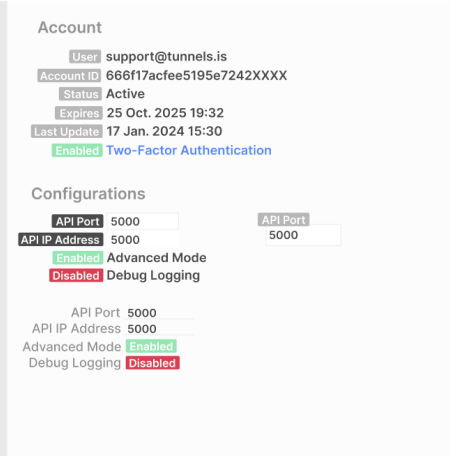 Account
User support@tunnels.is
Account ID 666f17acfee5195e7242XXXX
Status Active
Expires 25 Oct. 2025 19:32
Last Update 17 Jan. 2024 15:30
Enabled Two-Factor Authentication
Configurations
API Port 5000
API IP Address 5000
Enabled Advanced Mode
Disabled Debug Logging
API Port
5000
API Port 5000
API IP Address 5000
Advanced Mode Enabled
Debug Logging Disabled